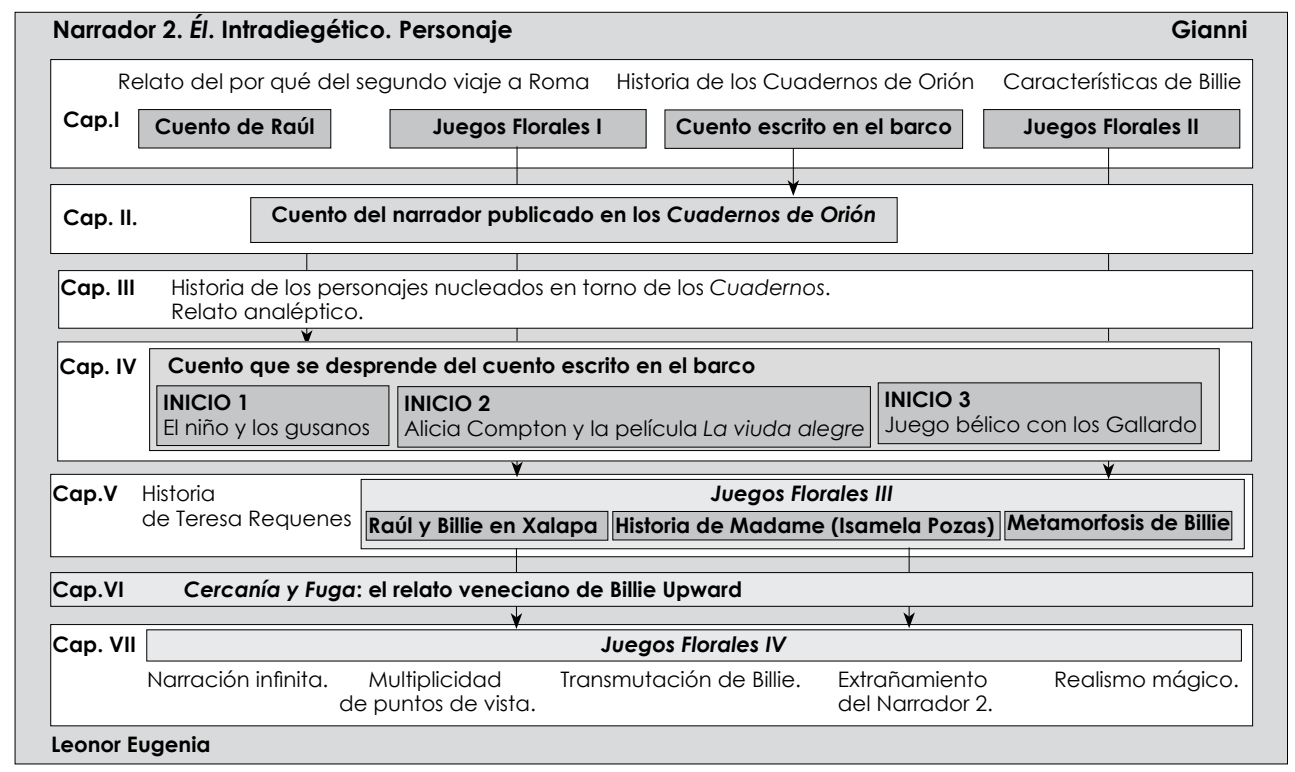 Narrador 2. Él. Intradiegético. Personaje
Gianni
Relato del por qué del segundo viaje a Roma
Historia de los Cuadernos de Orión
Características de Billie
Cap.I
Cuento de Raúl
Juegos Florales I
Cuento escrito en el barco
Juegos Florales II
Cap. II.
Cuento del narrador publicado en los Cuadernos de Orión
Cap. III
Historia de los personajes nucleados en torno de los Cuadernos.
Relato analéptico.
Cap. IV
Cuento que se desprende del cuento escrito en el barco
INICIO 1
El niño y los gusanos
INICIO 2
Alicia Compton y la película La viuda alegre
INICIO 3
Juego bélico con los Gallardo
Cap.V
Historia
de Teresa Requenes
Juegos Florales III
Raúl y Billie en Xalapa
Historia de Madame (Isamela Pozas)
Metamorfosis de Billie
Cap.VI
Cercanía y Fuga: el relato veneciano de Billie Upward
Cap. VII
Juegos Florales IV
Narración infinita.
Multiplicidad
de puntos de vista.
Transmutación de Billie.
Extrañamiento
del Narrador 2.
Realismo mágico.
Leonor Eugenia